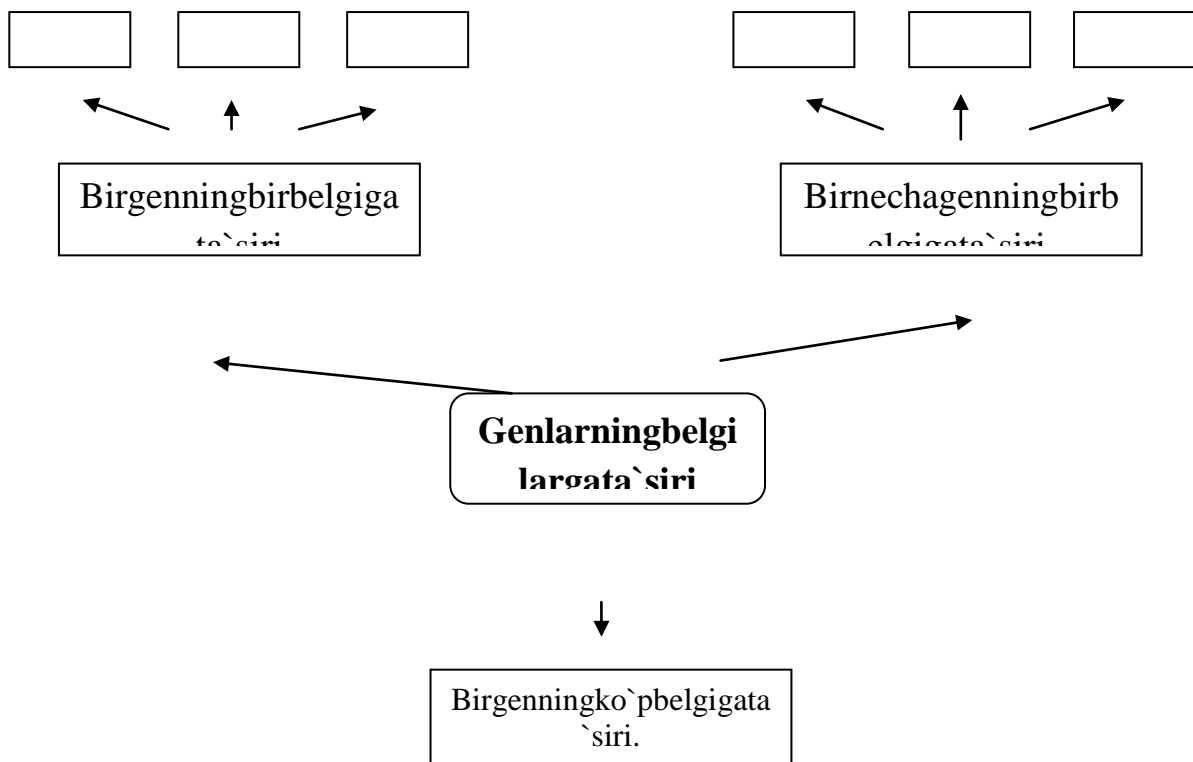 Birgenningbirbelgiga
ta`siri
Birnechagenningbirb
elgigata`siri
Genlarningbelgi
largata`siri
Birgenningko`pbelgigata
`siri.